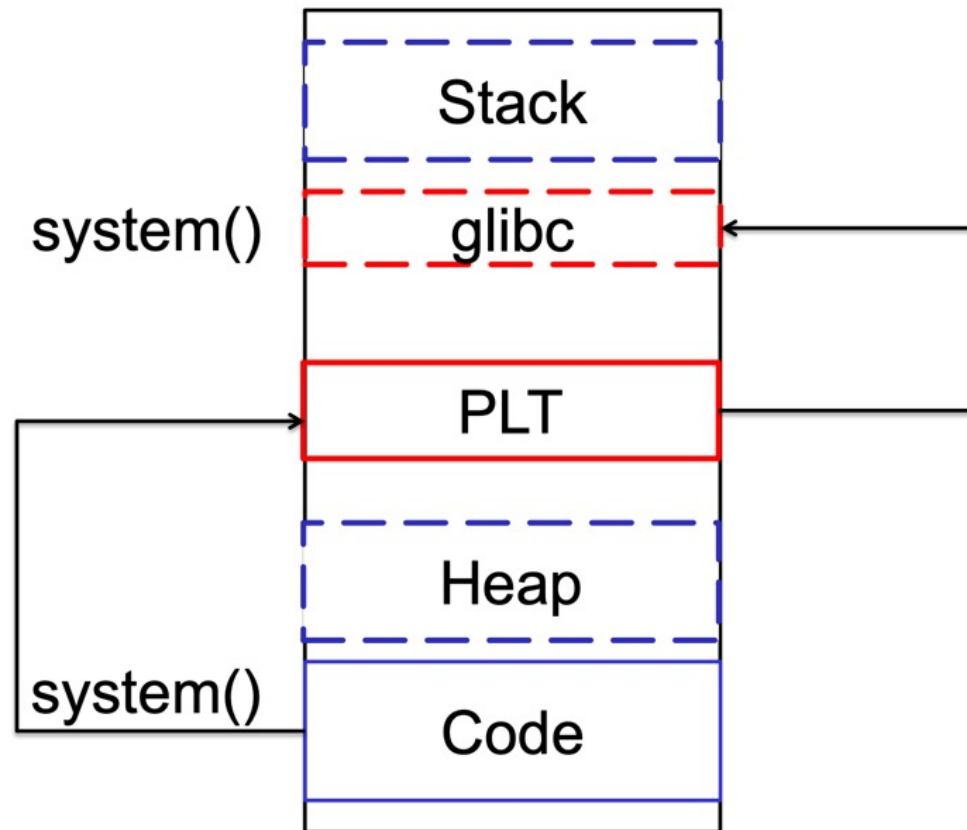 Stack
system()
glibc
PLT
Heap
system()
Code